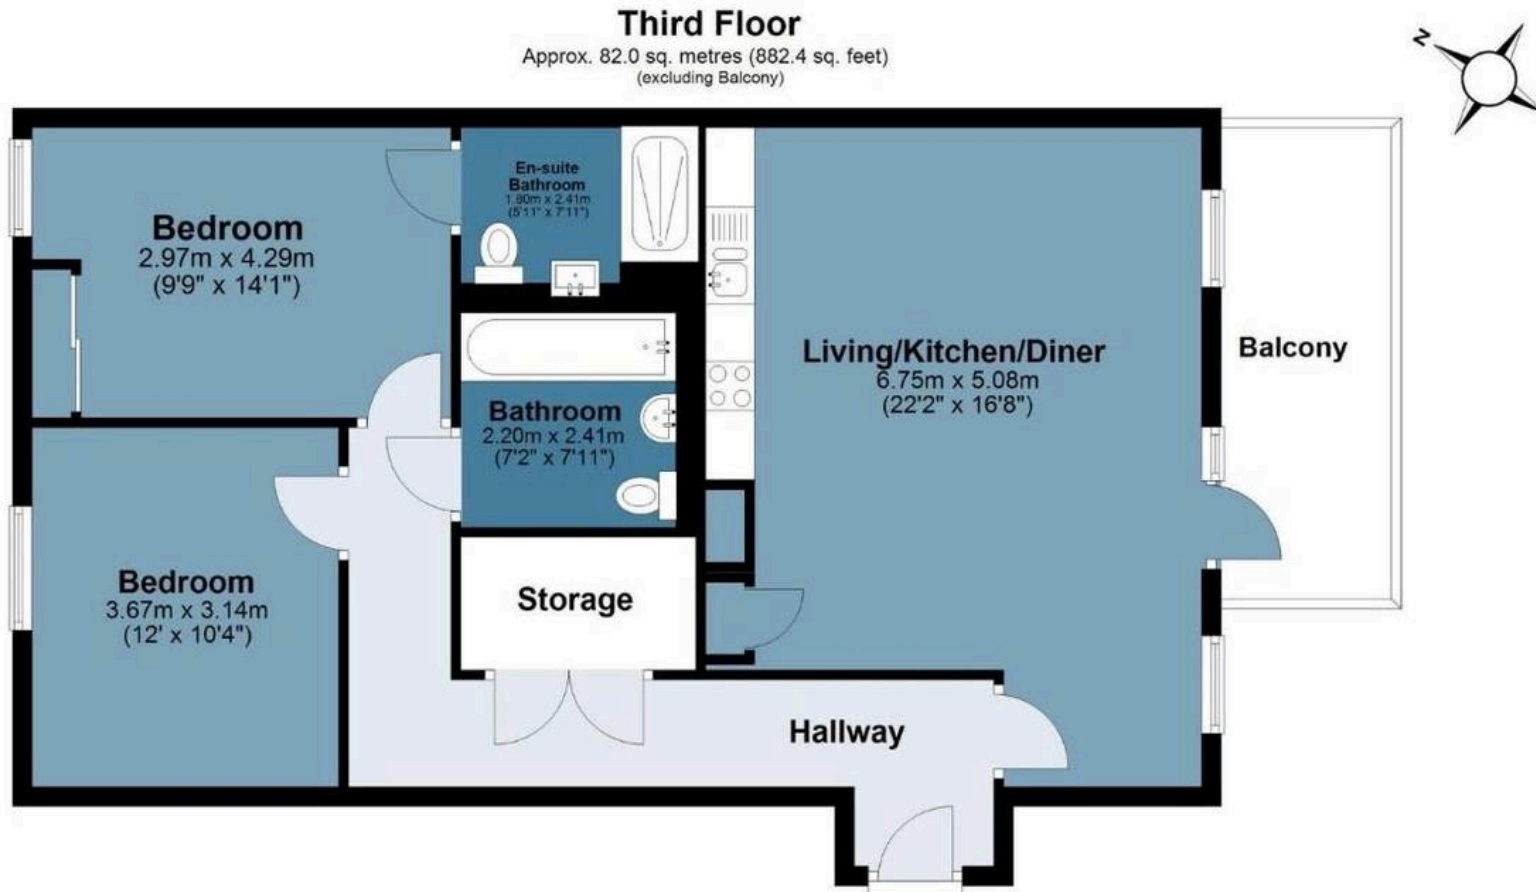 Third Floor
Approx. 82.0 sq. metres (882.4 sq. feet)
(excluding Balcony)
N
En-suite
Bathroom
1.80m x 2.41m
(5'11" x 7'11")
Bedroom
2.97m x 4.29m
(9'9" x 14'1")
Living/Kitchen/Diner
6.75m x 5.08m
(22'2" x 16'8")
Balcony
Bathroom
2.20m x 2.41m
(7'2" x 7'11")
Bedroom
3.67m x 3.14m
(12' x 10'4")
Storage
Hallway